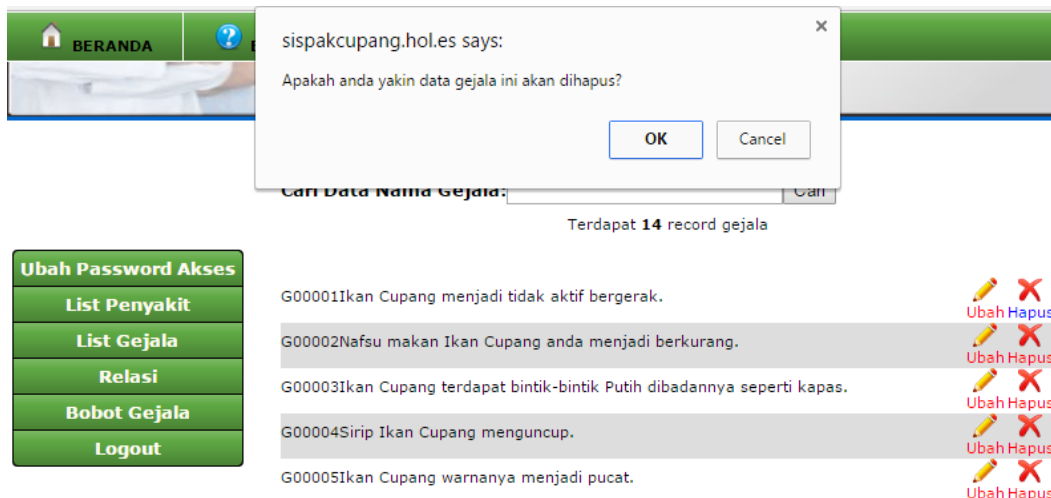 BERANDA
sispakcupang.hol.es says:
Apakah anda yakin data gejala ini akan dihapus?
OK
Cancel
Cari Data Nama Gejala:
Cari
Terdapat 14 record gejala
Ubah Password Akses
List Penyakit
List Gejala
Relasi
Bobot Gejala
Logout
G00001Ikan Cupang menjadi tidak aktif bergerak.
Ubah Hapus
G00002Nafsu makan Ikan Cupang anda menjadi berkurang.
Ubah Hapus
G00003Ikan Cupang terdapat bintik-bintik Putih dibadannya seperti kapas.
Ubah Hapus
G00004Sirip Ikan Cupang menguncup.
Ubah Hapus
G00005Ikan Cupang warnanya menjadi pucat.
Ubah Hapus